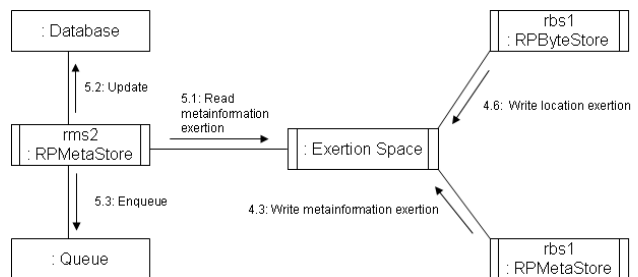 : Database
rbs1
: RPByteStore
5.2: Update
5.1: Read
metainformation
exertion
4.6: Write location exertion
rms2
: RPMetaStore
: Exertion Space
5.3: Enqueue
4.3: Write metainformation exertion
: Queue
rbs1
: RPMetaStore